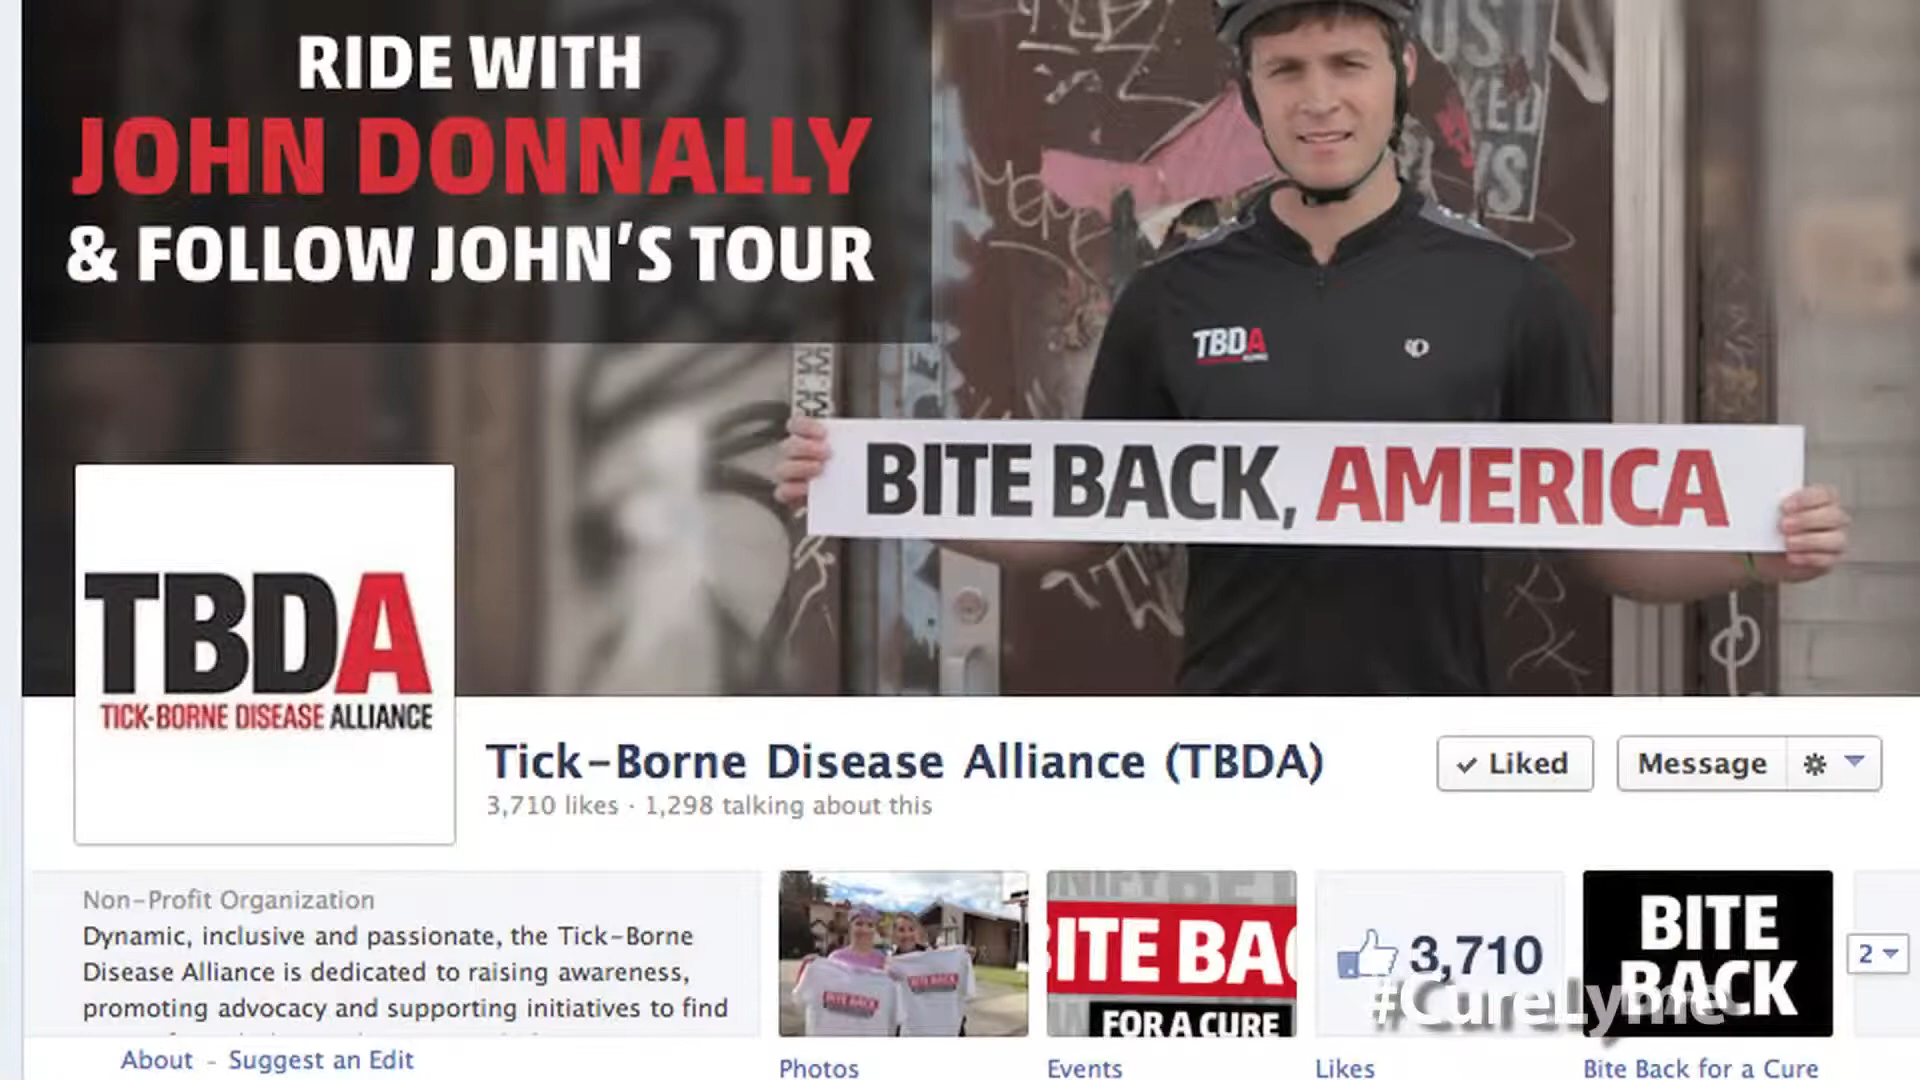 RIDE WITH
JOHN DONNALLY
& FOLLOW JOHN'S TOUR
TBDA
BITE BACK, AMERICA
TBDA
TICK-BORNE DISEASE ALLIANCE
Tick-Borne Disease Alliance (TBDA)
3,710 likes · 1,298 talking about this
Liked
Message
Non-Profit Organization
Dynamic, inclusive and passionate, the Tick-Borne
Disease Alliance is dedicated to raising awareness,
promoting advocacy and supporting initiatives to find
About - Suggest an Edit
BITE BACK
BITE BACK
Photos
ITE BA
FOR A CURE
Events
3,710
Likes
BITE
BACK
Bite Back for a Cure
2
#CureLyme